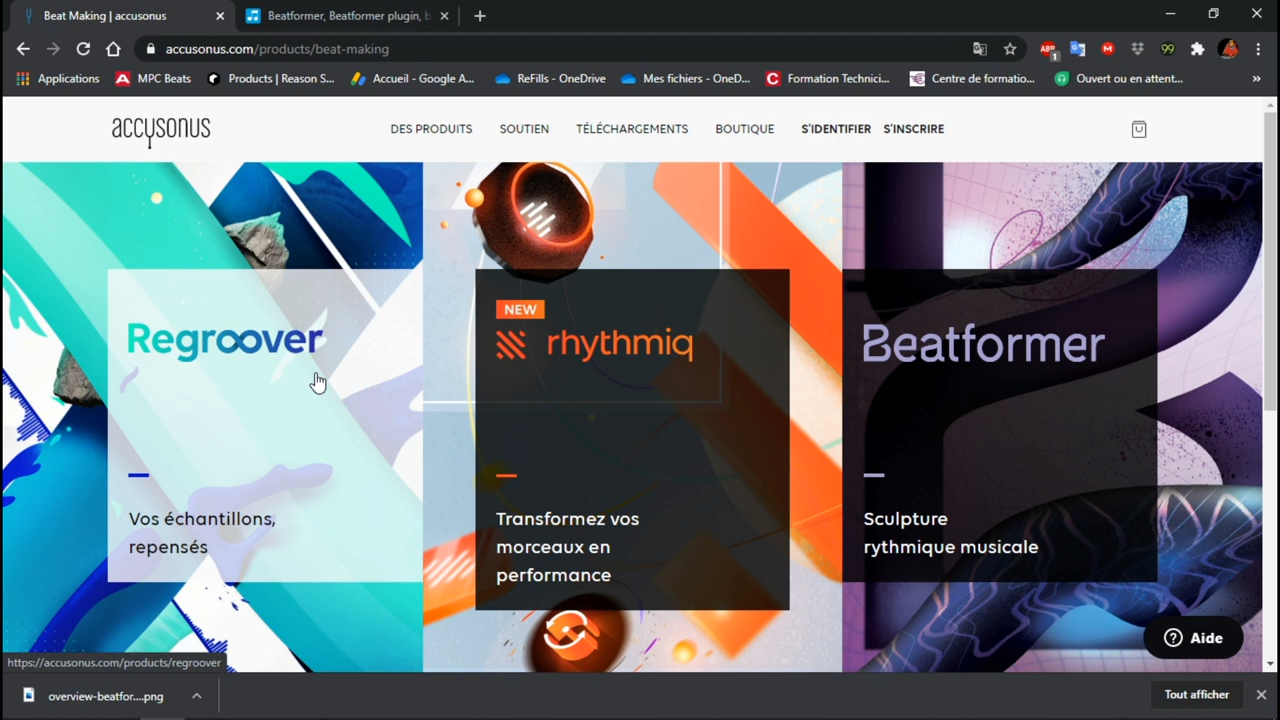 Beat Making | accusonus
Beatformer, Beatformer plugin, b
accusonus.com/products/beat-making
ABP
1
99
Applications
MPC Beats
Products | Reason S...
Accueil - Google A...
ReFills - OneDrive
Mes fichiers - OneD...
Formation Technici...
Centre de formatio...
Ouvert ou en attent...
»
accusonus
DES PRODUITS
SOUTIEN
TÉLÉCHARGEMENTS
BOUTIQUE
S'IDENTIFIER
S'INSCRIRE
Regroover
Vos échantillons,
repensés
NEW
rhythmiq
Transformez vos
morceaux en
performance
Beatformer
Sculpture
rythmique musicale
Aide
https://accusonus.com/products/regroover
overview-beatfor....png
Tout afficher